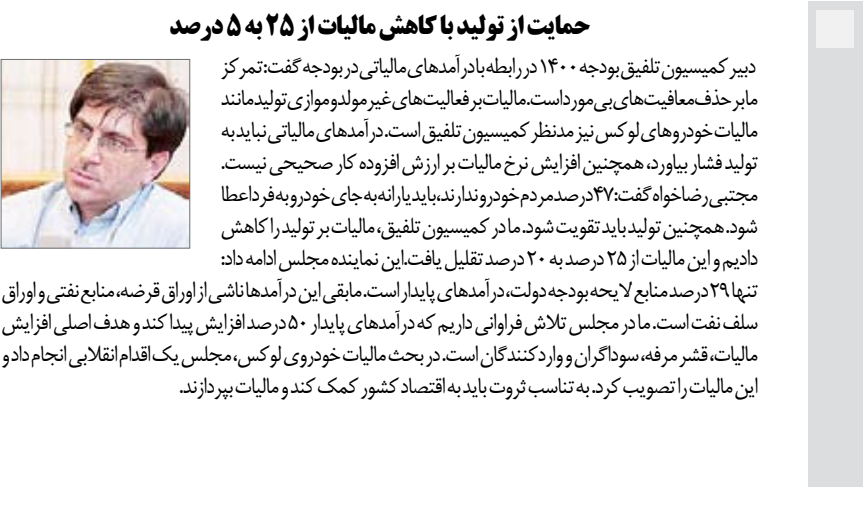 حمایت از تولید با کاهش مالیات از ۲۵ به ۵ درصد
دبیر کمیسیون تلفیق بودجه ۱۴۰۰ در رابطه با درآمدهای مالیاتی در بودجه گفت: تمرکز
ما بر حذف معافیت‌های بی‌مورد است. مالیات بر فعالیت‌های غیر مولد و موازی تولید مانند
مالیات خودروهای لوکس نیز مدنظر کمیسیون تلفیق است. درآمدهای مالیاتی نباید به
تولید فشار بیاورد، همچنین افزایش نرخ مالیات بر ارزش افزوده کار صحیحی نیست.
مجتبی رضاخواه گفت: ۴۷ درصد مردم خودرو ندارند، باید یارانه به جای خودرو به فرد اعطا
شود. همچنین تولید باید تقویت شود. ما در کمیسیون تلفیق، مالیات بر تولید را کاهش
دادیم و این مالیات از ۲۵ درصد به ۲۰ درصد تقلیل یافت. این نماینده مجلس ادامه داد:
تنها ۲۹ درصد منابع لایحه بودجه دولت، درآمدهای پایدار است. مابقی این درآمدها ناشی از اوراق قرضه، منابع نفتی و اوراق
سلف نفت است. ما در مجلس تلاش فراوانی داریم که درآمدهای پایدار ۵۰ درصد افزایش پیدا کند و هدف اصلی افزایش
مالیات، قشر مرفه، سوداگران و واردکنندگان است. در بحث مالیات خودروی لوکس، مجلس یک اقدام انقلابی انجام داد و
این مالیات را تصویب کرد. به تناسب ثروت باید به اقتصاد کشور کمک کند و مالیات بپردازند.